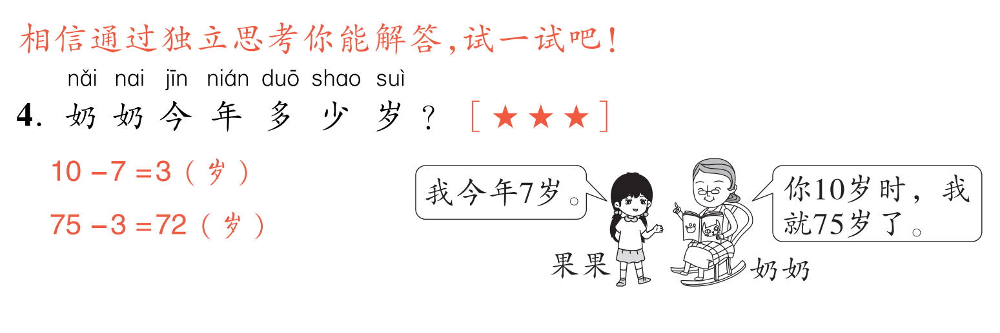 相信通过独立思考你能解答,试一试吧!
nǎi nai jīn nián duō shao suì
4. 奶奶今年多少岁? [★★★]
10-7=3(岁)
75-3=72(岁)
我今年7岁。
你10岁时,我
就75岁了。
果果
奶奶